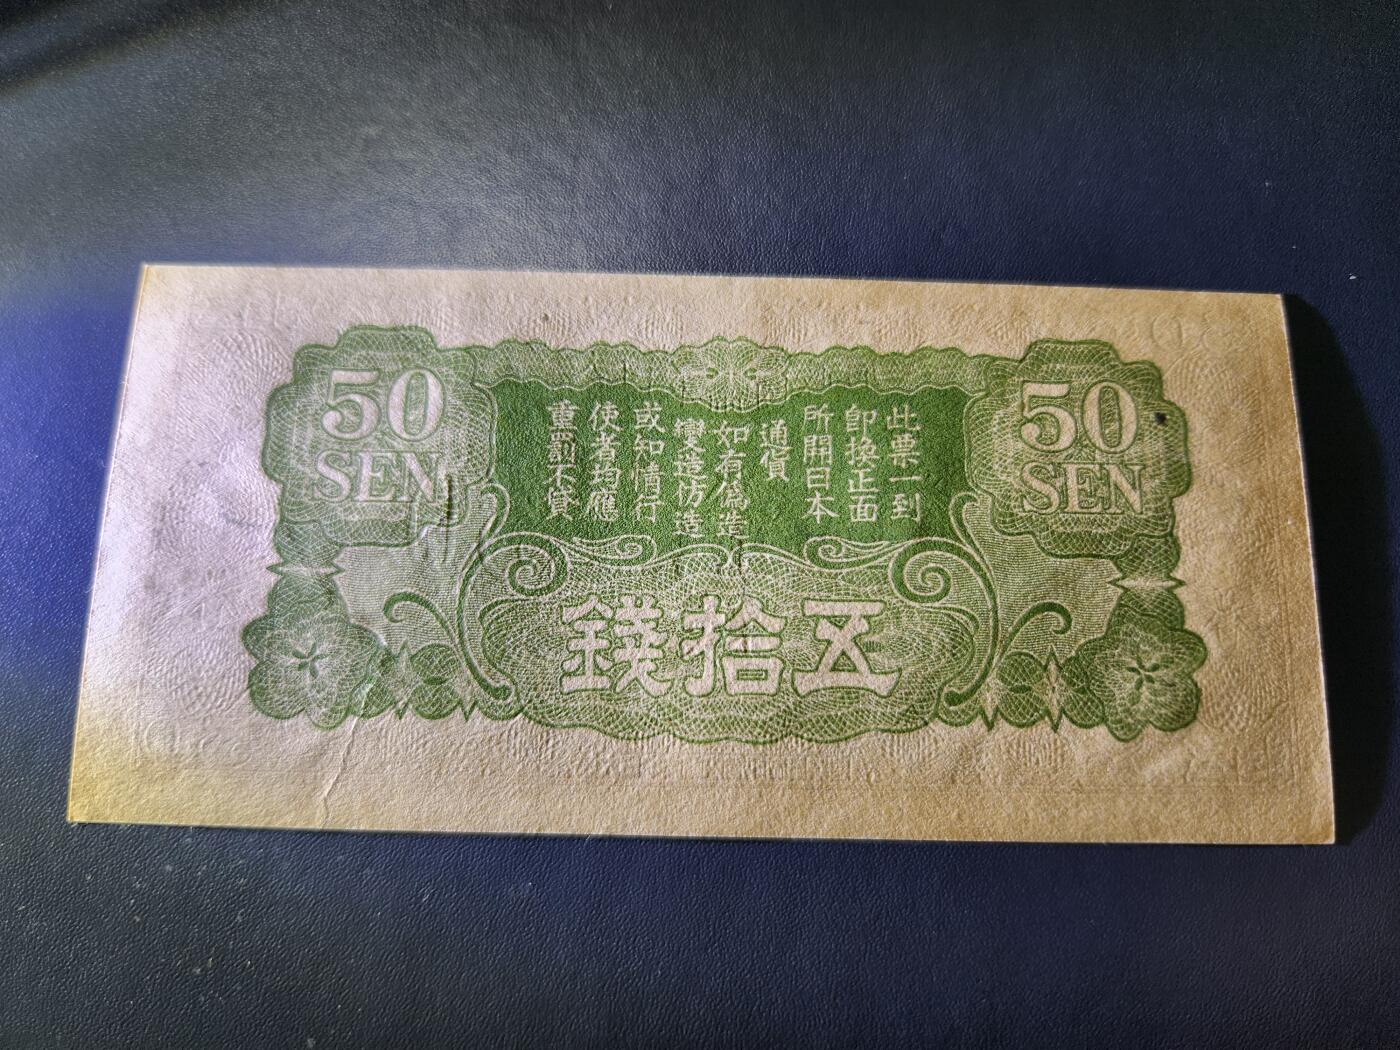 50
SEN
50
SEN
此票一到
卽換正面
所開日本
通貨
如有僞造
變造仿造
或知情行
使者均應
重罰不貸
五拾錢